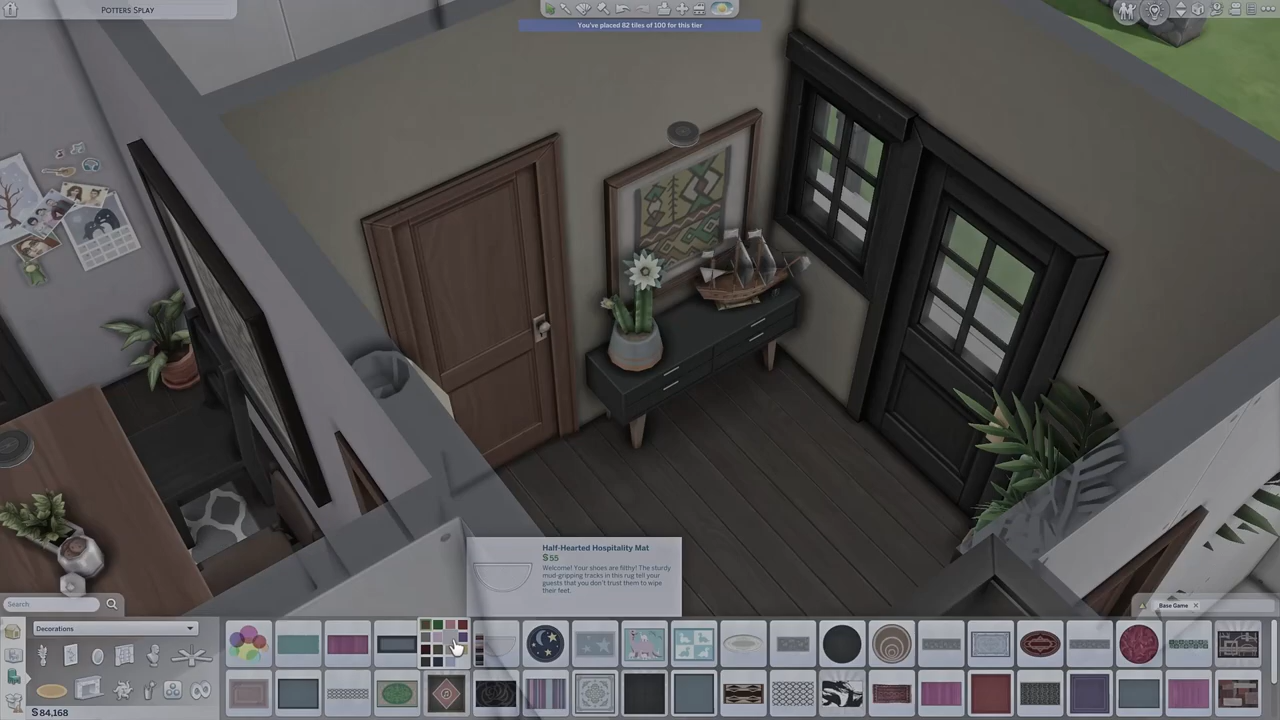 POTTERS SPLAY
You've placed 82 tiles of 100 for this tier
Half-Hearted Hospitality Mat
$55
Welcome! Your shoes are filthy! The sturdy
mud-gripping tracks in this rug tell your
guests that you don't trust them to wipe
their feet.
Search
Base Game
Decorations
$84,168